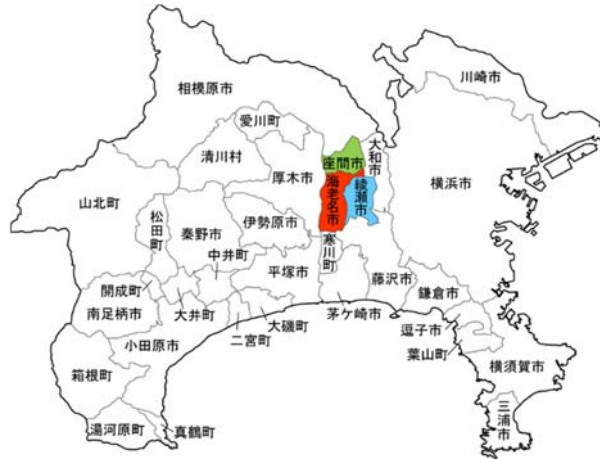 川崎市
相模原市
愛川町
座間市
大和市
清川村
厚木市
海老名市
綾瀬市
横浜市
山北町
松田町
秦野市
伊勢原市
中井町
寒川町
平塚市
藤沢市
鎌倉市
開成町
南足柄市
大井町
大磯町
茅ケ崎市
逗子市
二宮町
小田原市
葉山町
横須賀市
箱根町
三浦市
湯河原町
真鶴町